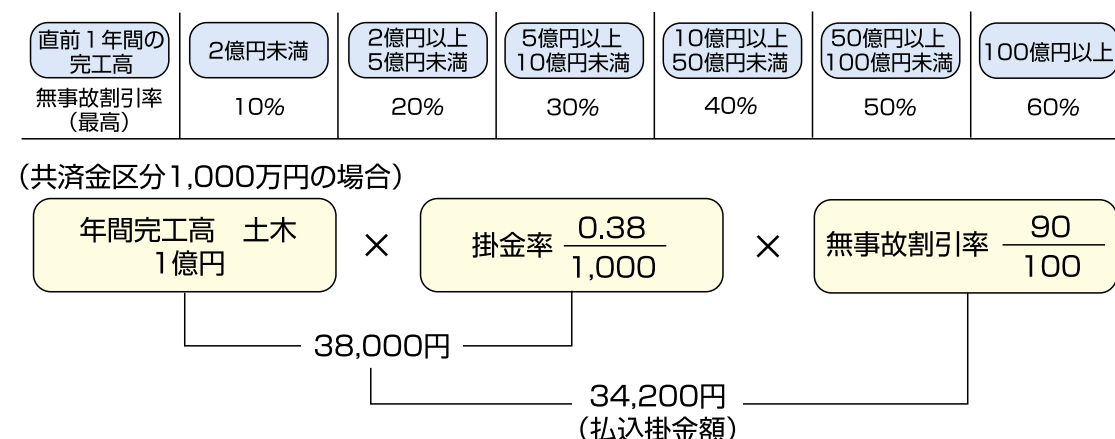 直前1年間の
完工高
2億円未満
2億円以上
5億円未満
5億円以上
10億円未満
10億円以上
50億円未満
50億円以上
100億円未満
100億円以上
無事故割引率
（最高）
10%
20%
30%
40%
50%
60%
（共済金区分1,000万円の場合）
年間完工高　土木
1億円
×
掛金率
0.38
1,000
×
無事故割引率
90
100
38,000円
34,200円
（払込掛金額）